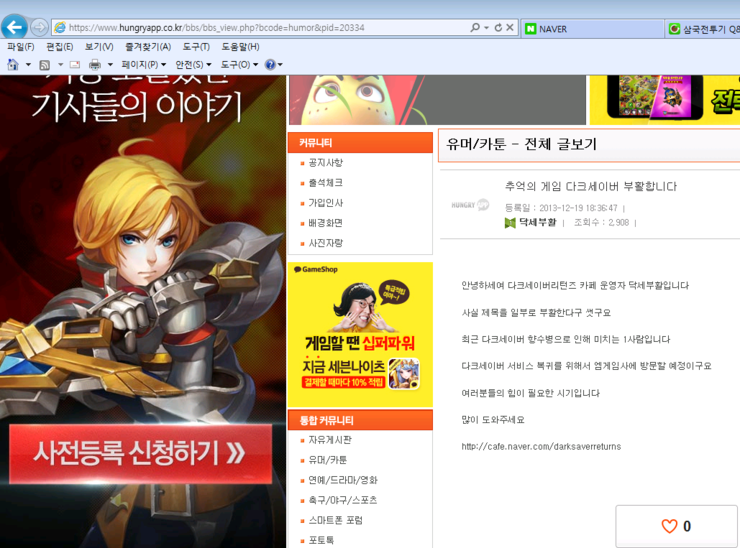 https://www.hungryapp.co.kr/bbs/bbs_view.php?bcode=humor&pid=20334
NAVER
삼국전투기 Q&
파일(F) 편집(E) 보기(V) 즐겨찾기(A) 도구(T) 도움말(H)
페이지(P) 안전(S) 도구(O)
기사들의 이야기
사전등록 신청하기
커뮤니티
공지사항
출석체크
가입인사
배경화면
사진자랑
GameShop
특급적립
게임할 땐 십퍼파워
지금 세븐나이츠
결제할 때마다 10% 적립
통합 커뮤니티
자유게시판
유머/카툰
연예/드라마/영화
축구/야구/스포츠
스마트폰 포럼
포토톡
유머/카툰 - 전체 글보기
HUNGRY
추억의 게임 다크세이버 부활합니다
등록일 : 2013-12-19 18:36:47 |
닥세부활 | 조회수 : 2,908 |
안녕하세여 다크세이버리턴즈 카페 운영자 닥세부활입니다
사실 제목을 일부로 부활한다구 썻구요
최근 다크세이버 향수병으로 인해 미치는 1사람입니다
다크세이버 서비스 복귀를 위해서 엠게임사에 방문할 예정이구요
여러분들의 힘이 필요한 시기입니다
많이 도와주세요
http://cafe.naver.com/darksaverreturns
0